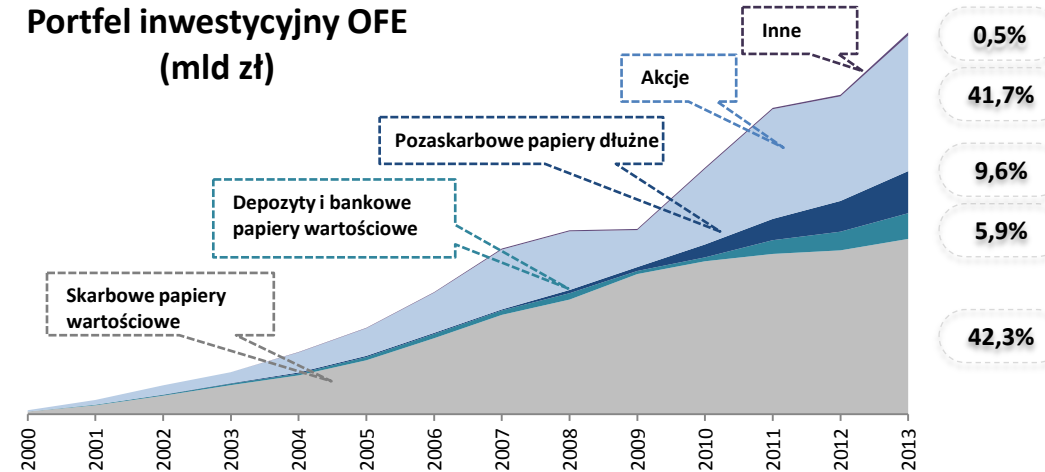 Portfel inwestycyjny OFE
(mld zł)
Inne
Akcje
Pozaskarbowe papiery dłużne
Depozyty i bankowe
papiery wartościowe
Skarbowe papiery
wartościowe
0,5%
41,7%
9,6%
5,9%
42,3%
2000
2001
2002
2003
2004
2005
2006
2007
2008
2009
2010
2011
2012
2013